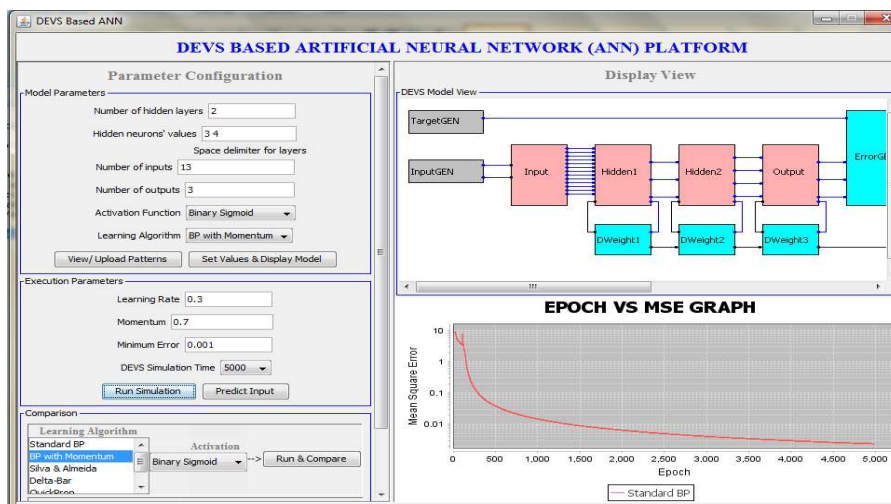 DEVS Based ANN
DEVS BASED ARTIFICIAL NEURAL NETWORK (ANN) PLATFORM
Parameter Configuration
Model Parameters
Number of hidden layers 2
Hidden neurons' values 3 4
Space delimiter for layers
Number of inputs 13
Number of outputs 3
Activation Function Binary Sigmoid
Learning Algorithm BP with Momentum
View/Upload Patterns Set Values & Display Model
Execution Parameters
Learning Rate 0.3
Momentum 0.7
Minimum Error 0.001
DEVS Simulation Time 5000
Run Simulation Predict Input
Comparison
Learning Algorithm
Standard BP
BP with Momentum
Silva & Almeida
Delta-Bar
QuickProp
Activation
Binary Sigmoid --> Run & Compare
Display View
DEVS Model View
TargetGEN
InputGEN
Input
Hidden1
Hidden2
Output
ErrorGE
DWeight1
DWeight2
DWeight3
EPOCH VS MSE GRAPH
Mean Square Error
10
1
0.1
0.01
0 500 1,000 1,500 2,000 2,500 3,000 3,500 4,000 4,500 5,000
Epoch
Standard BP